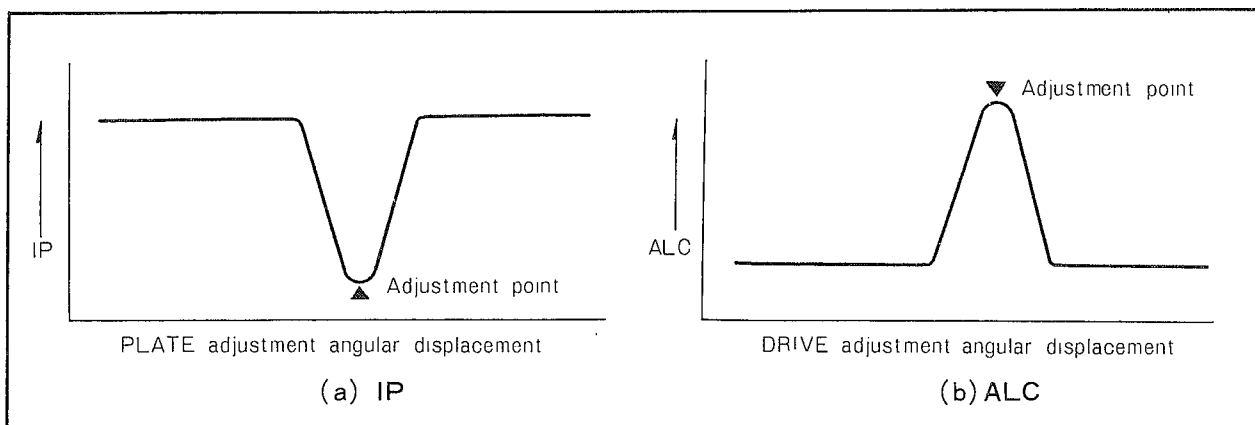 IP
Adjustment point
PLATE adjustment angular displacement
(a) IP
Adjustment point
ALC
DRIVE adjustment angular displacement
(b) ALC